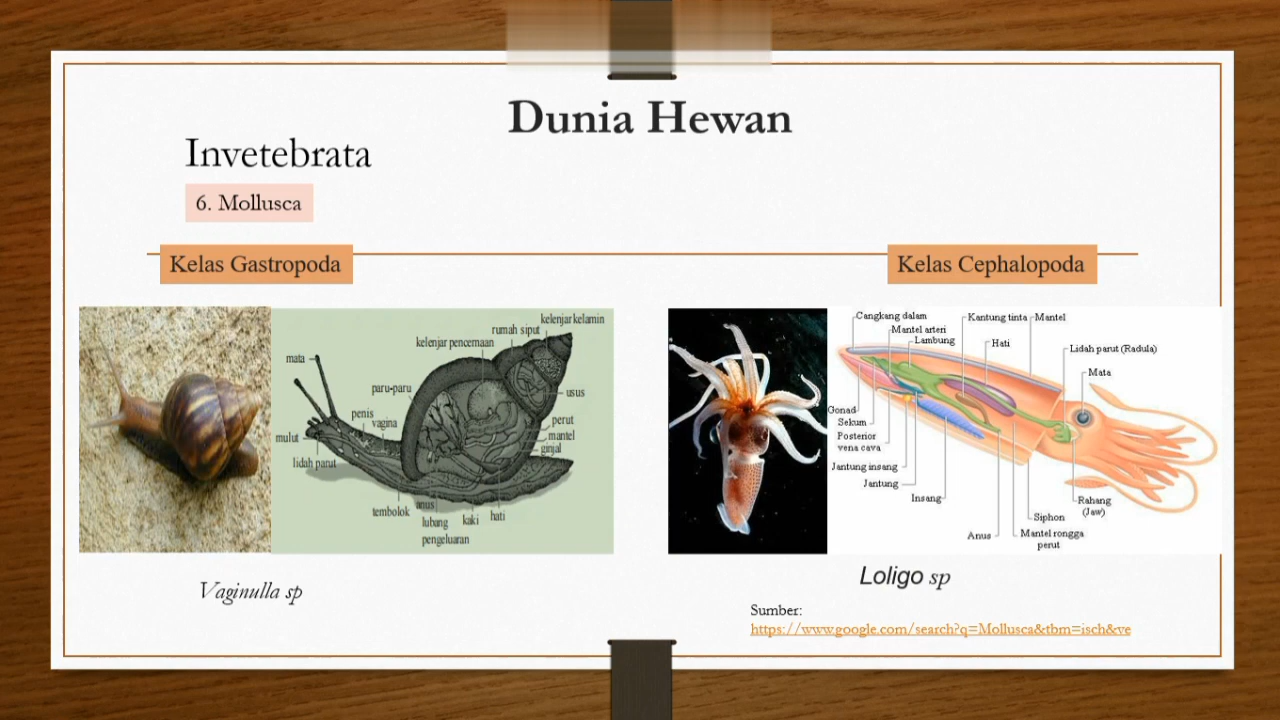 Dunia Hewan
Invetebrata
6. Mollusca
Kelas Gastropoda
Kelas Cephalopoda
kelenjar kelamin
rumah siput
kelenjar pencernaan
mata
paru-paru
usus
penis
vagina
perut
mulut
mantel
ginjal
lidah parut
tembolok
anus
lubang
pengeluaran
kaki
hati
Cangkang dalam
Mantel arteri
Lambung
Kantung tinta
Mantel
Hati
Lidah parut (Radula)
Mata
Gonad
Sekum
Posterior
vena cava
Jantung insang
Jantung
Insang
Anus
Siphon
Mantel rongga
perut
Rahang
(Jaw)
Vaginulla sp
Loligo sp
Sumber:
https://www.google.com/search?q=Mollusca&tbm=isch&ve